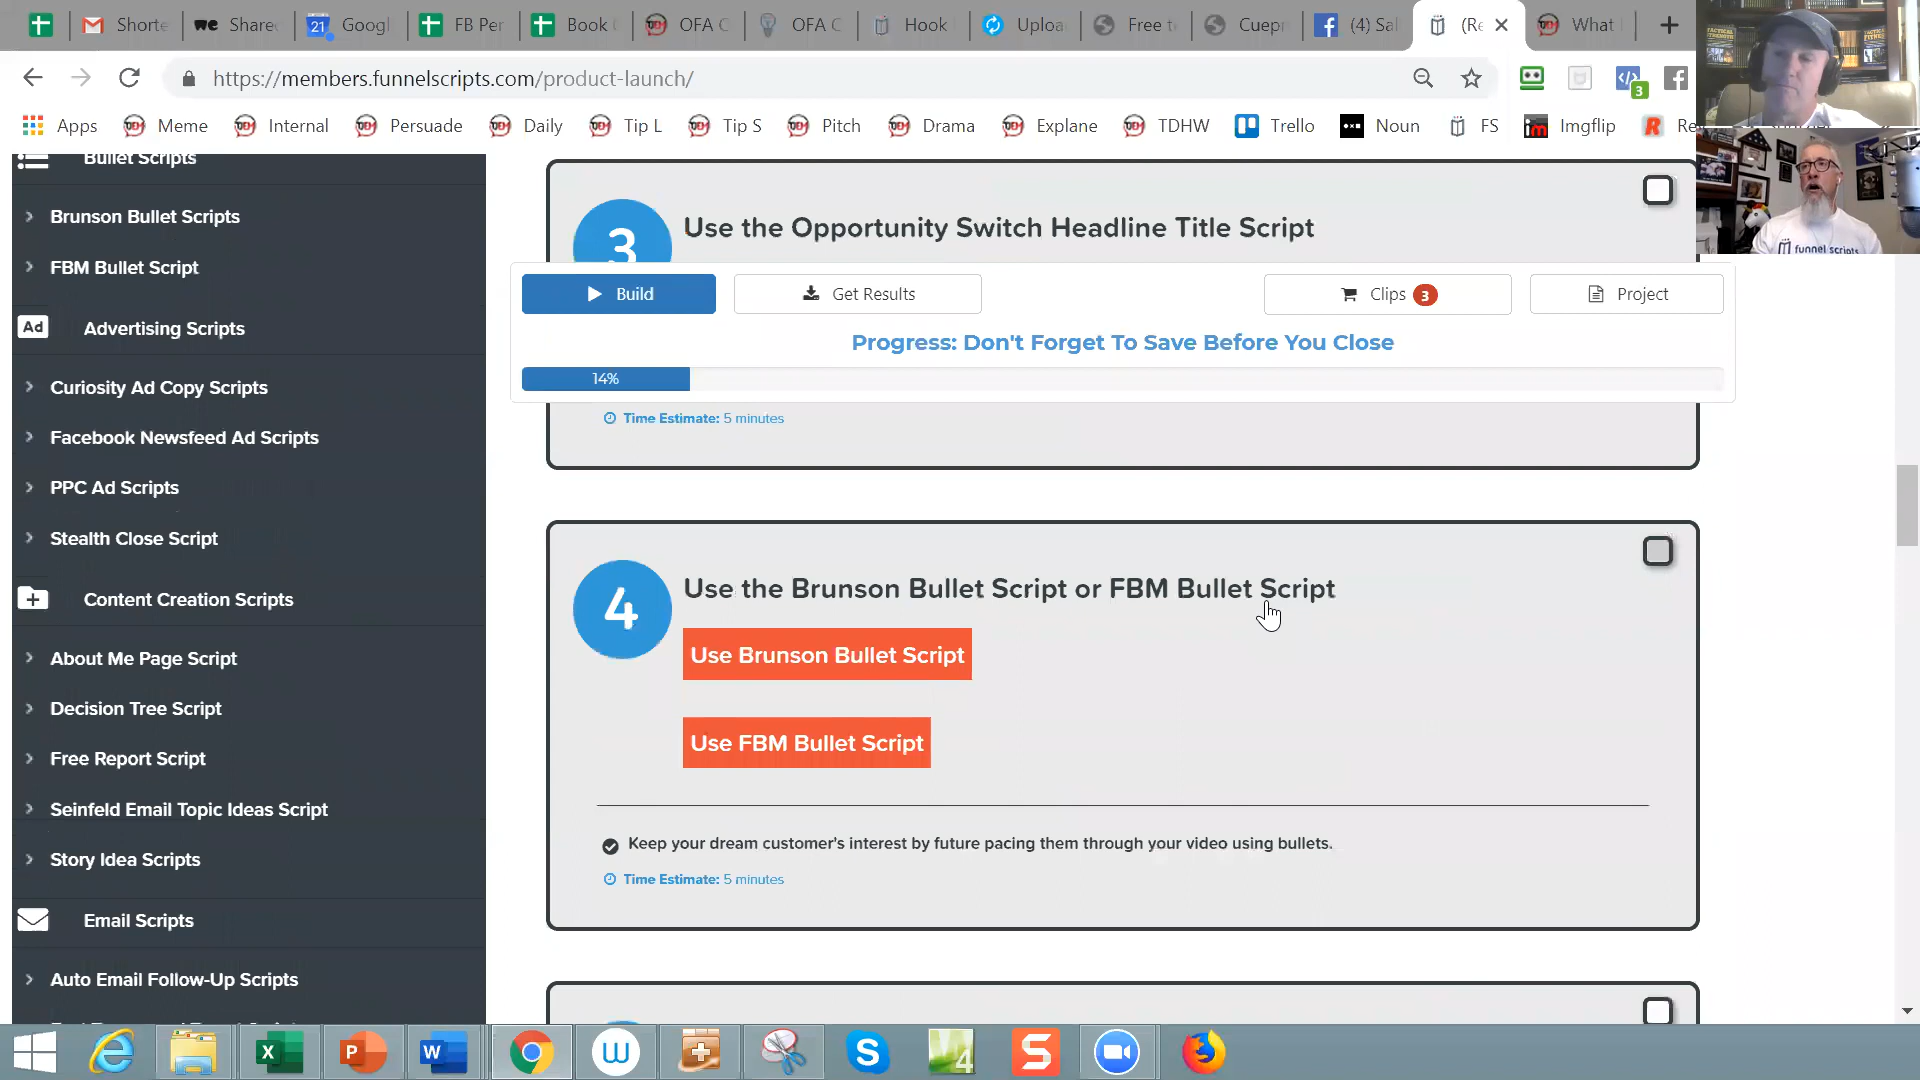 Shorte
Share
Googl
FB Per
Book
OFA C
OFA C
Hook
Uploa
Free t
Cuep
(4) Sa
(Re
What
https://members.funnelscripts.com/product-launch/
3
Apps
Meme
Internal
Persuade
Daily
Tip L
Tip S
Pitch
Drama
Explane
TDHW
Trello
Noun
FS
Imgflip
Bullet Scripts
Brunson Bullet Scripts
FBM Bullet Script
Ad
Advertising Scripts
Curiosity Ad Copy Scripts
Facebook Newsfeed Ad Scripts
PPC Ad Scripts
Stealth Close Script
Content Creation Scripts
About Me Page Script
Decision Tree Script
Free Report Script
Seinfeld Email Topic Ideas Script
Story Idea Scripts
Email Scripts
Auto Email Follow-Up Scripts
3
Use the Opportunity Switch Headline Title Script
Build
Get Results
Clips 3
Project
Progress: Don't Forget To Save Before You Close
14%
Time Estimate: 5 minutes
4
Use the Brunson Bullet Script or FBM Bullet Script
Use Brunson Bullet Script
Use FBM Bullet Script
Keep your dream customer's interest by future pacing them through your video using bullets.
Time Estimate: 5 minutes
funnel scripts